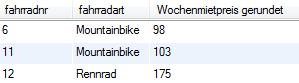 fahrradnr fahrradart Wochenmietpreis gerundet
6 Mountainbike 98
11 Mountainbike 103
12 Rennrad 175